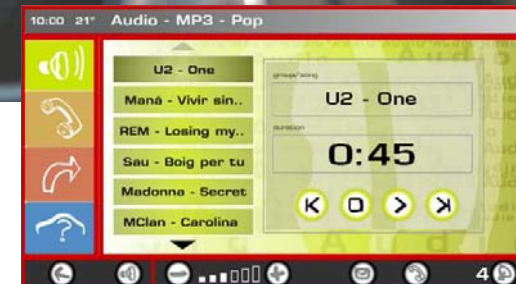 10:00 21° Audio - MP3 - Pop
U2 - One
Maná - Vivir sin..
REM - Losing my..
Sau - Boig per tu
Madonna - Secret
MClan - Carolina
group/song
U2 - One
duration
0:45
4